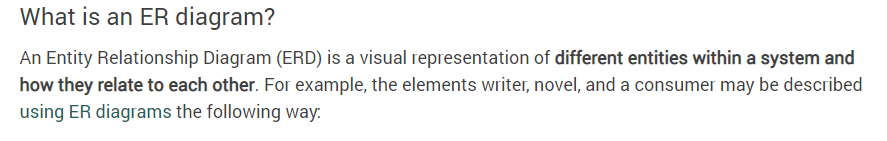 What is an ER diagram?
An Entity Relationship Diagram (ERD) is a visual representation of different entities within a system and
how they relate to each other. For example, the elements writer, novel, and a consumer may be described
using ER diagrams the following way: